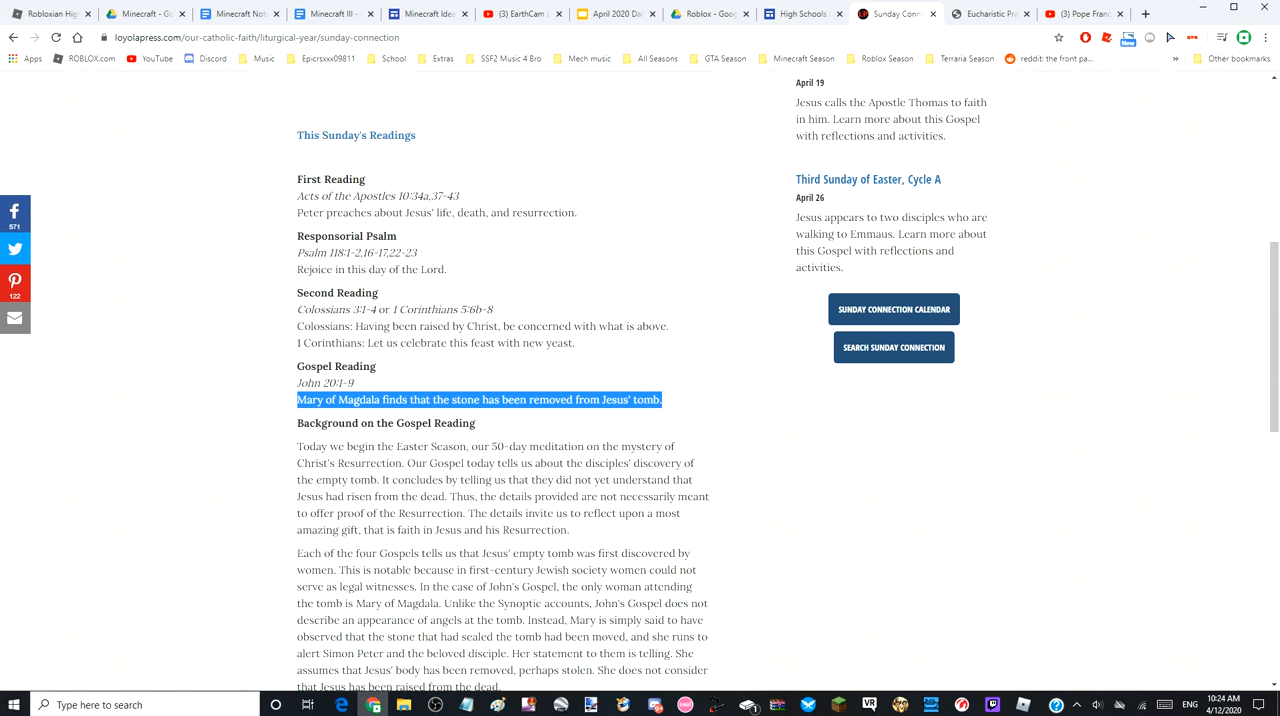 Robloxian Hig
Minecraft - Go
Minecraft Not
Minecraft III -
Minecraft Idea
(3) EarthCam L
April 2020 Dai
Roblox - Goog
High Schools
Sunday Conn
Eucharistic Pra
(3) Pope Franc
loyolapress.com/our-catholic-faith/liturgical-year/sunday-connection
New
Apps
ROBLOX.com
YouTube
Discord
Music
Epicrsxxx09811
School
Extras
SSF2 Music 4 Bro
Mech music
All Seasons
GTA Season
Minecraft Season
Roblox Season
Terraria Season
reddit: the front pa...
»
Other bookmarks
This Sunday's Readings
First Reading
Acts of the Apostles 10:34a,37-43
Peter preaches about Jesus' life, death, and resurrection.
Responsorial Psalm
Psalm 118:1-2,16-17,22-23
Rejoice in this day of the Lord.
Second Reading
Colossians 3:1-4 or 1 Corinthians 5:6b-8
Colossians: Having been raised by Christ, be concerned with what is above.
1 Corinthians: Let us celebrate this feast with new yeast.
Gospel Reading
John 20:1-9
Mary of Magdala finds that the stone has been removed from Jesus' tomb.
Background on the Gospel Reading
Today we begin the Easter Season, our 50-day meditation on the mystery of
Christ's Resurrection. Our Gospel today tells us about the disciples' discovery of
the empty tomb. It concludes by telling us that they did not yet understand that
Jesus had risen from the dead. Thus, the details provided are not necessarily meant
to offer proof of the Resurrection. The details invite us to reflect upon a most
amazing gift, that is faith in Jesus and his Resurrection.
Each of the four Gospels tells us that Jesus' empty tomb was first discovered by
women. This is notable because in first-century Jewish society women could not
serve as legal witnesses. In the case of John's Gospel, the only woman attending
the tomb is Mary of Magdala. Unlike the Synoptic accounts, John's Gospel does not
describe an appearance of angels at the tomb. Instead, Mary is simply said to have
observed that the stone that had sealed the tomb had been moved, and she runs to
alert Simon Peter and the beloved disciple. Her statement to them is telling. She
assumes that Jesus' body has been removed, perhaps stolen. She does not consider
that Jesus has been raised from the dead.
April 19
Jesus calls the Apostle Thomas to faith
in him. Learn more about this Gospel
with reflections and activities.
Third Sunday of Easter, Cycle A
April 26
Jesus appears to two disciples who are
walking to Emmaus. Learn more about
this Gospel with reflections and
activities.
SUNDAY CONNECTION CALENDAR
SEARCH SUNDAY CONNECTION
571
122
Type here to search
VR
ENG
10:24 AM
4/12/2020